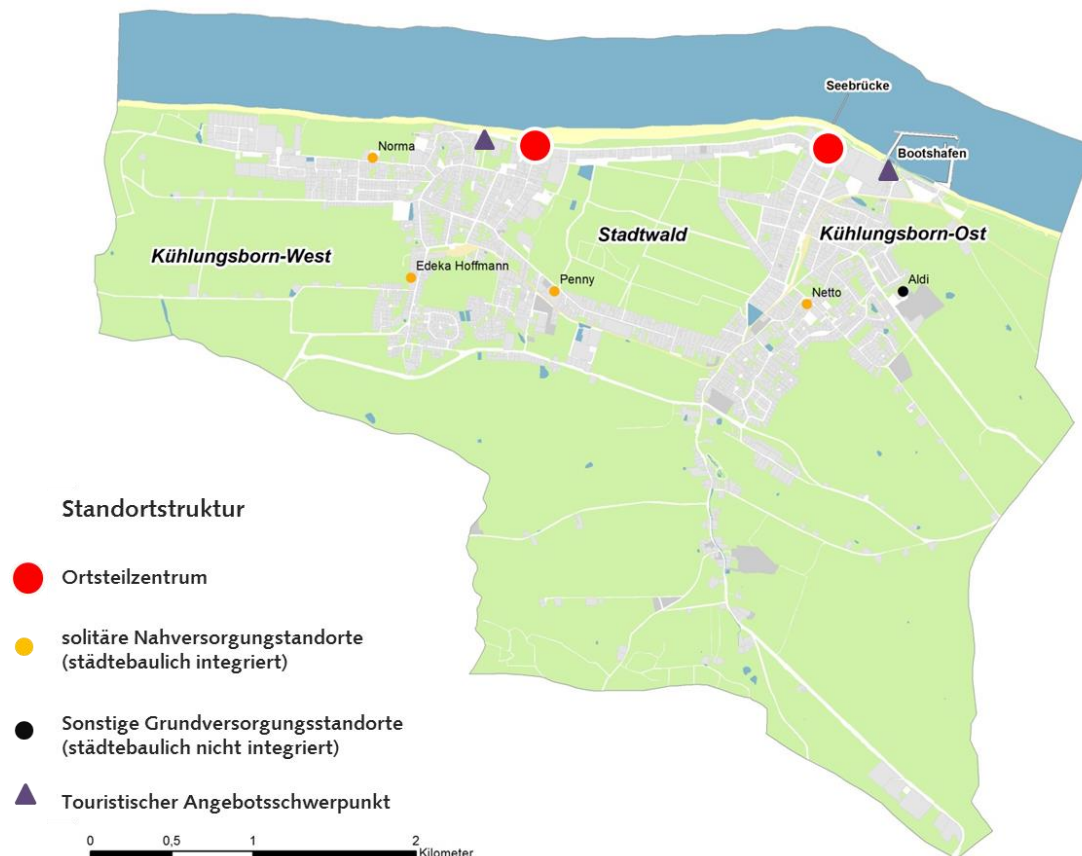 Seebrücke
Norma
Bootshafen
Stadtwald
Kühlungsborn-Ost
Kühlungsborn-West
Edeka Hoffmann
Penny
Aldi
Netto
Standortstruktur
Ortsteilzentrum
solitäre Nahversorgungstandorte
(städtebaulich integriert)
Sonstige Grundversorgungsstandorte
(städtebaulich nicht integriert)
Touristischer Angebotsschwerpunkt
0 0,5 1 2
Kilometer